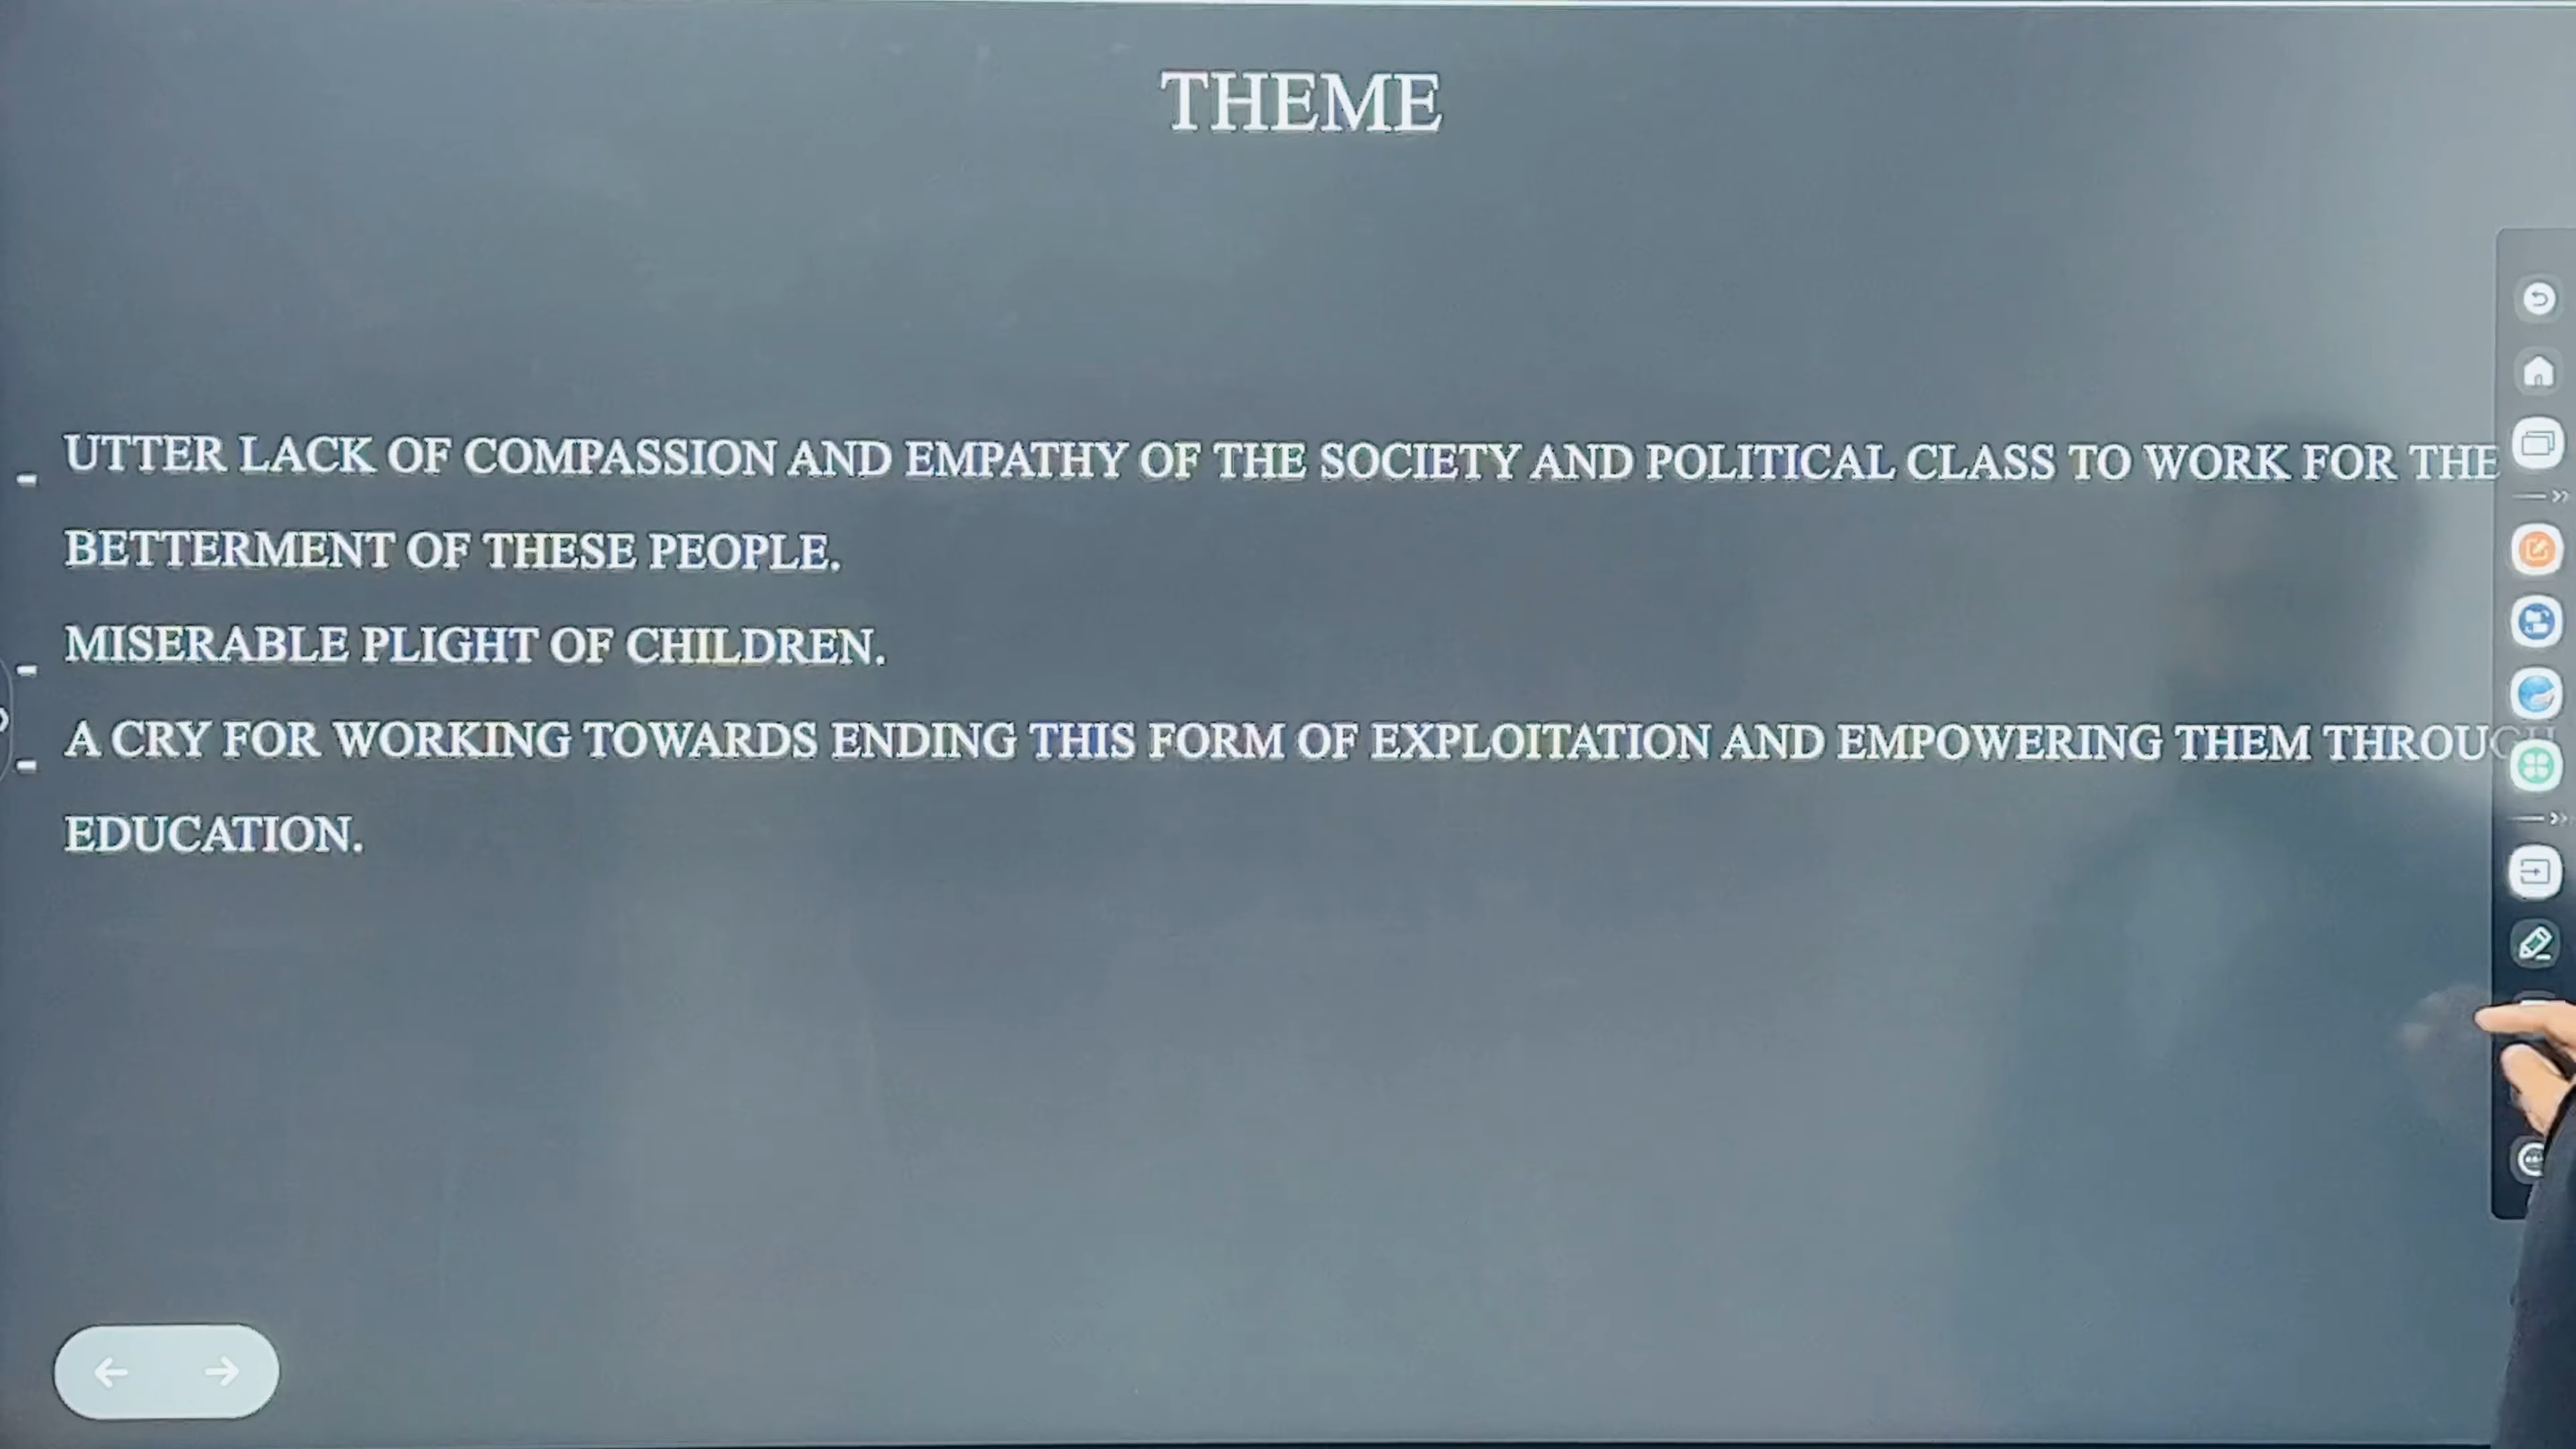 THEME
- UTTER LACK OF COMPASSION AND EMPATHY OF THE SOCIETY AND POLITICAL CLASS TO WORK FOR THE
BETTERMENT OF THESE PEOPLE.
- MISERABLE PLIGHT OF CHILDREN.
- A CRY FOR WORKING TOWARDS ENDING THIS FORM OF EXPLOITATION AND EMPOWERING THEM THROUGH
EDUCATION.